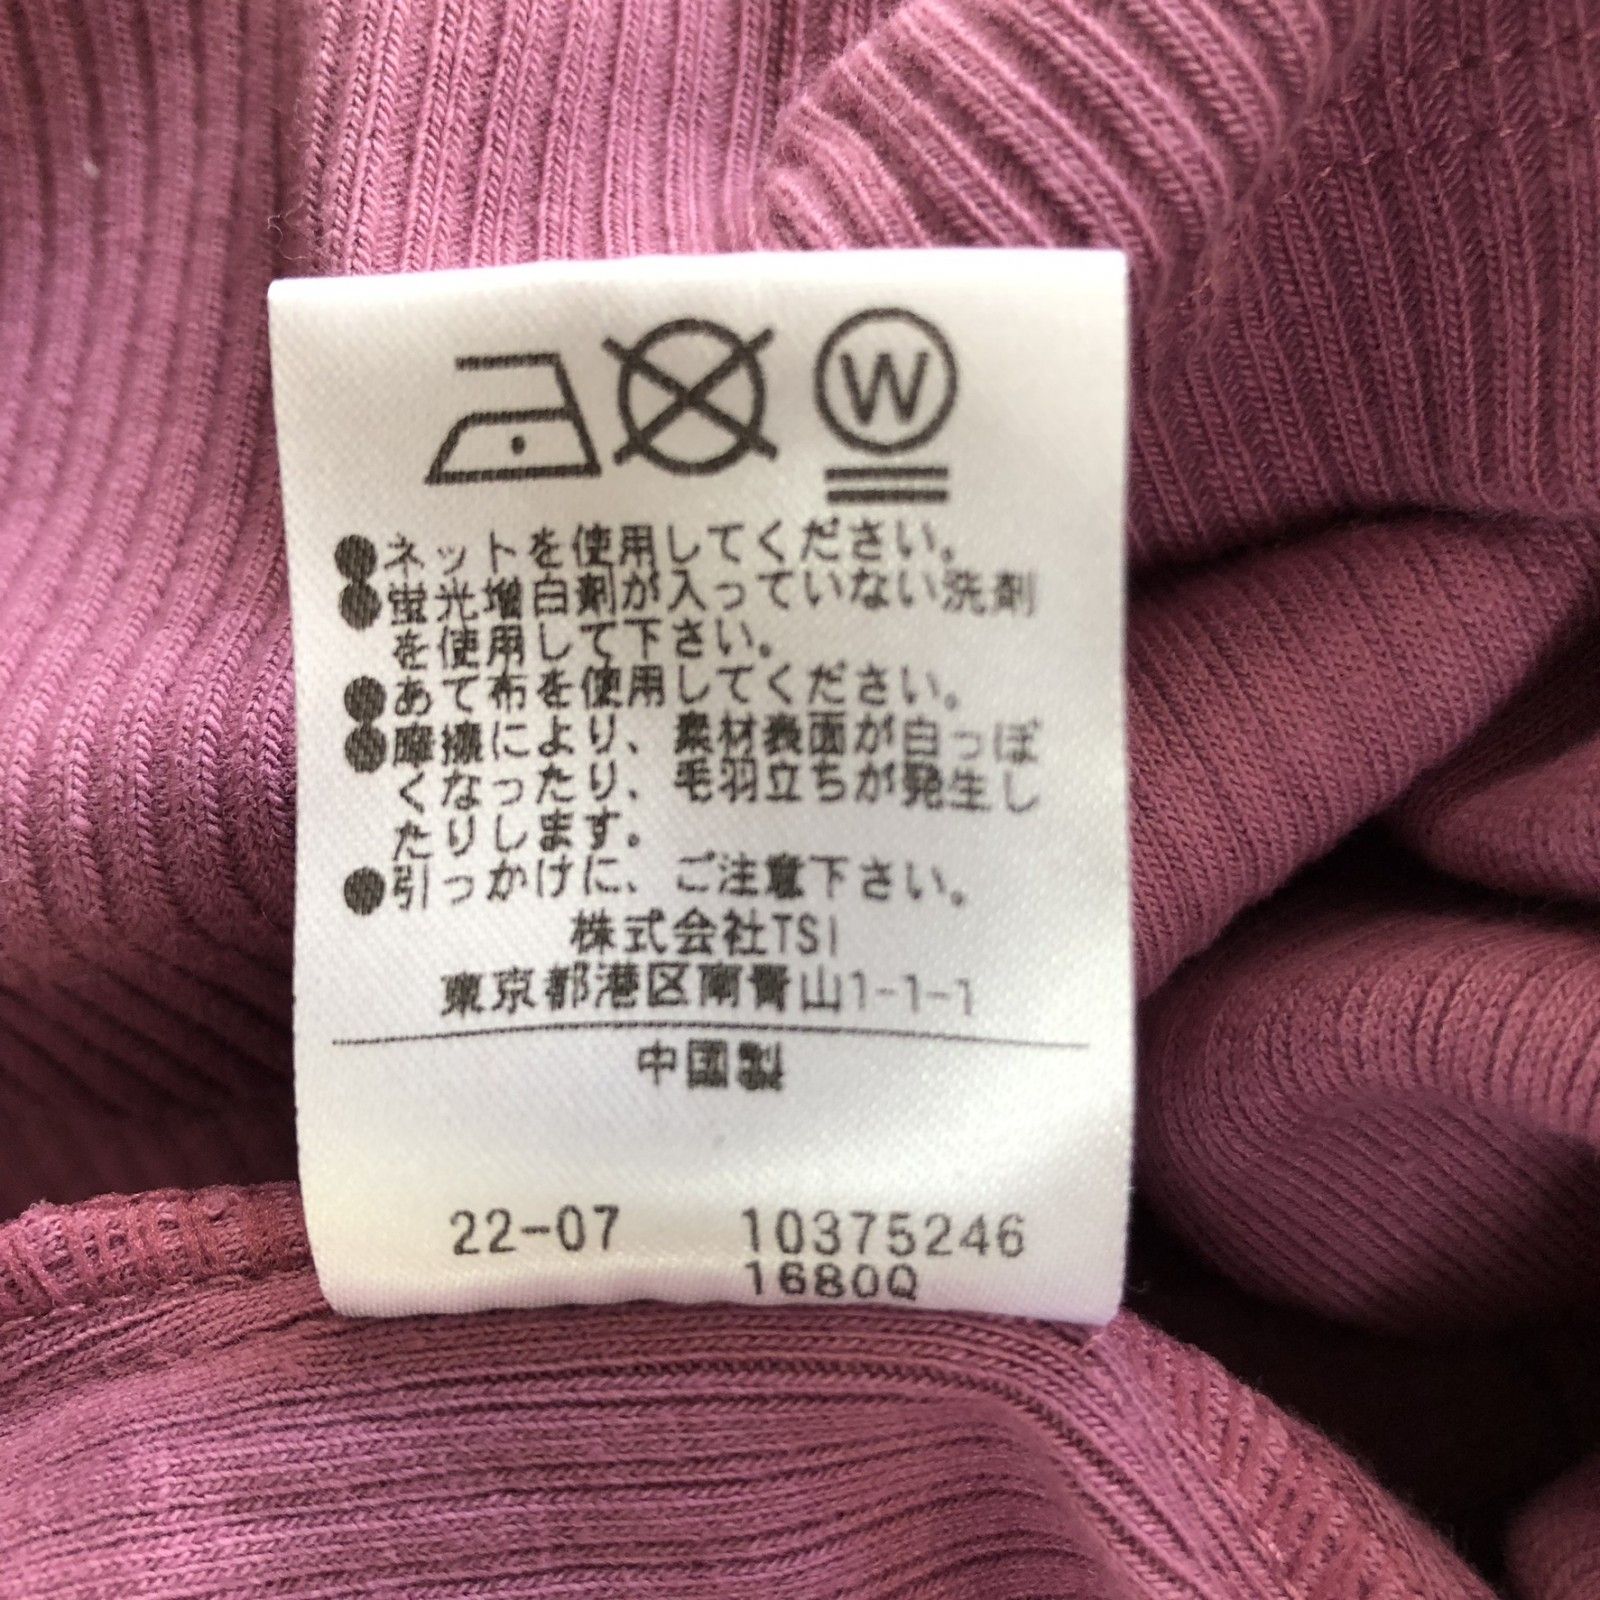 W
●ネットを使用してください。
●蛍光増白剤が入っていない洗剤
を使用して下さい。
●あて布を使用してください。
●摩擦により、素材表面が白っぽ
くなったり、毛羽立ちが発生し
たりします。
●引っかけに、ご注意下さい。
株式会社TSI
東京都港区南青山1-1-1
中国製
22-07 10375246
1680Q